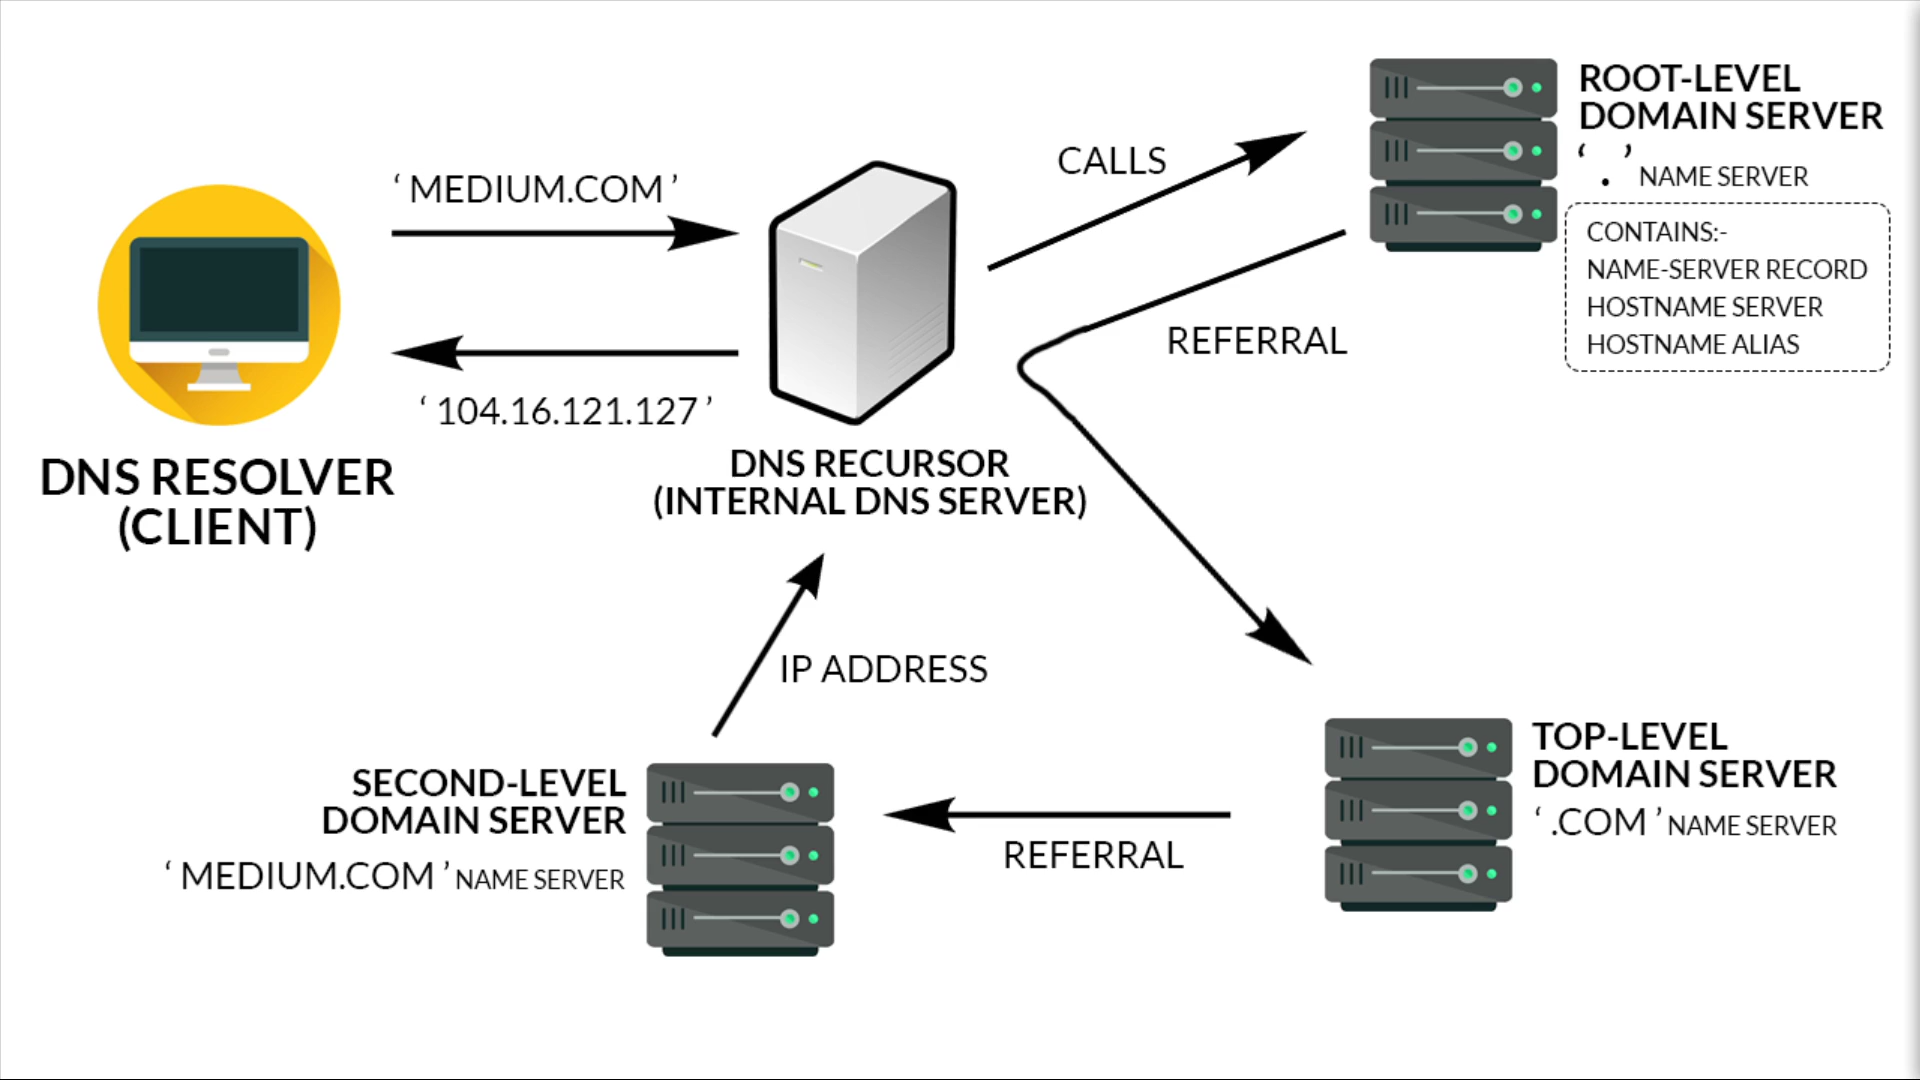 ‘ MEDIUM.COM ’
‘ 104.16.121.127 ’
DNS RESOLVER
(CLIENT)
DNS RECURSOR
(INTERNAL DNS SERVER)
CALLS
REFERRAL
ROOT-LEVEL
DOMAIN SERVER
‘ . ’ NAME SERVER
CONTAINS:-
NAME-SERVER RECORD
HOSTNAME SERVER
HOSTNAME ALIAS
IP ADDRESS
SECOND-LEVEL
DOMAIN SERVER
‘ MEDIUM.COM ’ NAME SERVER
REFERRAL
TOP-LEVEL
DOMAIN SERVER
‘ .COM ’ NAME SERVER